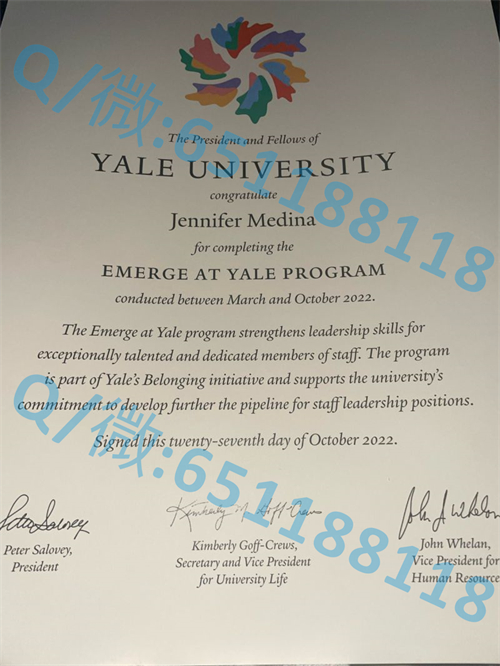 The President and Fellows of
YALE UNIVERSITY
congratulate
Jennifer Medina
for completing the
EMERGE AT YALE PROGRAM
conducted between March and October 2022.
The Emerge at Yale program strengthens leadership skills for
exceptionally talented and dedicated members of staff. The program
is part of Yale's Belonging initiative and supports the university's
commitment to develop further the pipeline for staff leadership positions.
Signed this twenty-seventh day of October 2022.
Peter Salovey,
President
Kimberly Goff-Crews,
Secretary and Vice President
for University Life
John Whelan,
Vice President for
Human Resource
Q/微:651188118
Q/微:651188118